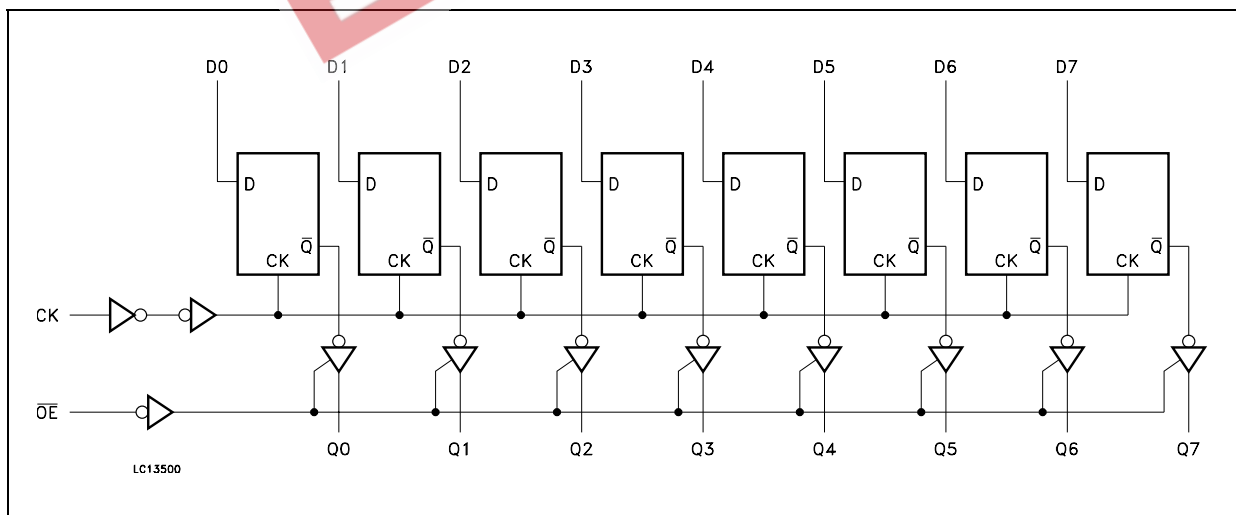 D0 D1 D2 D3 D4 D5 D6 D7
D D D D D D D D
Q̅ Q̅ Q̅ Q̅ Q̅ Q̅ Q̅ Q̅
CK CK CK CK CK CK CK CK
CK
O̅E̅
Q0 Q1 Q2 Q3 Q4 Q5 Q6 Q7
LC13500